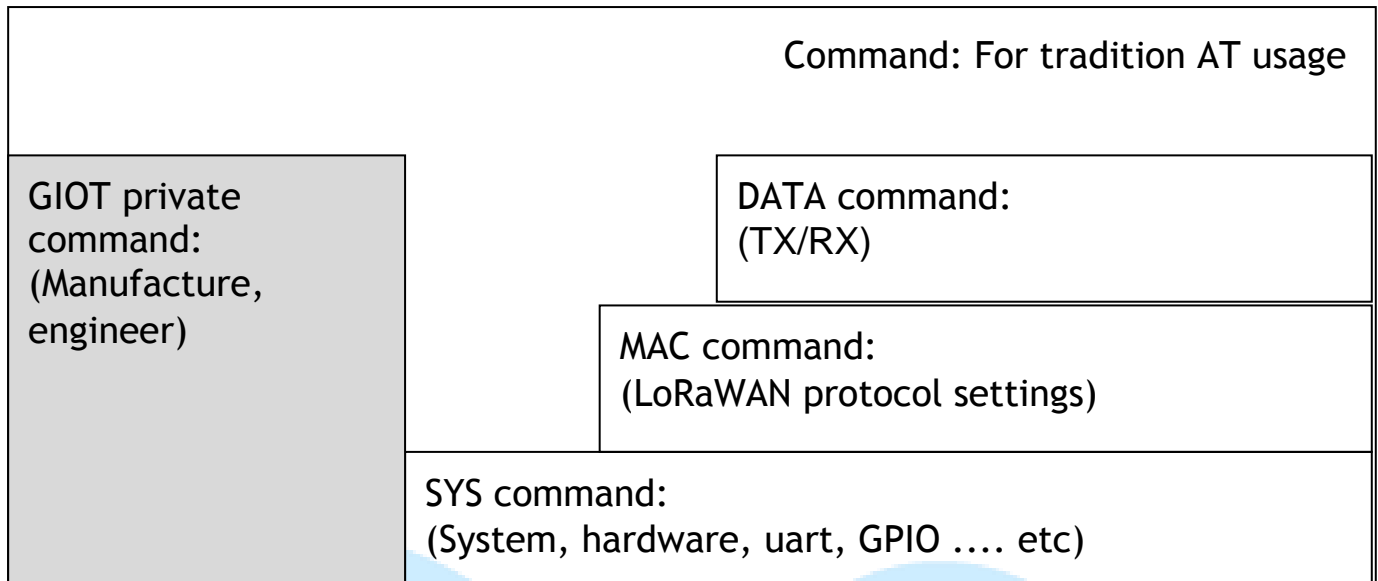 Command: For tradition AT usage
GIOT private
command:
(Manufacture,
engineer)
DATA command:
(TX/RX)
MAC command:
(LoRaWAN protocol settings)
SYS command:
(System, hardware, uart, GPIO .... etc)